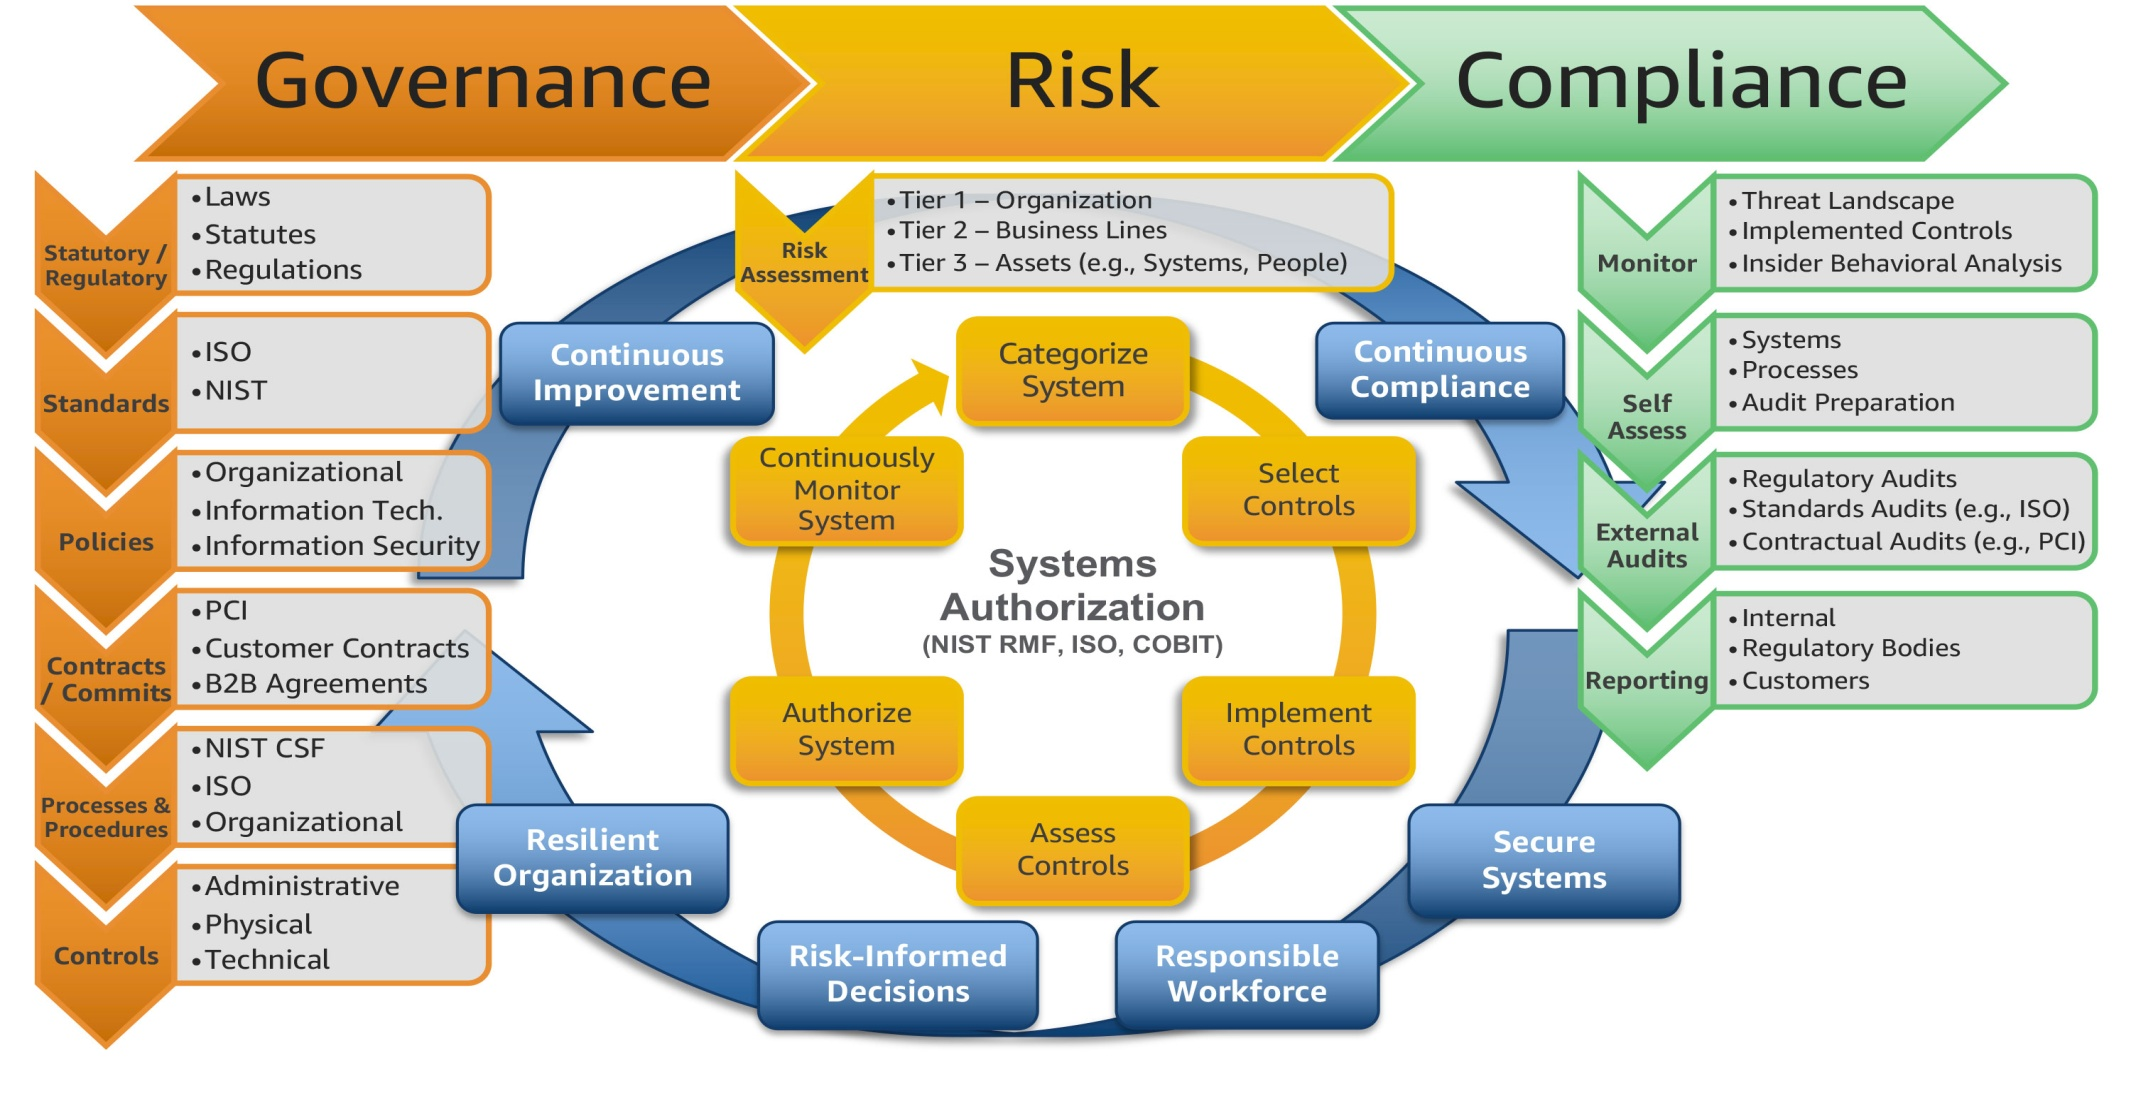 Governance
Risk
Compliance
Statutory /
Regulatory
•Laws
•Statutes
•Regulations
Standards
•ISO
•NIST
Policies
•Organizational
•Information Tech.
•Information Security
Contracts
/ Commits
•PCI
•Customer Contracts
•B2B Agreements
Processes &
Procedures
•NIST CSF
•ISO
•Organizational
Controls
•Administrative
•Physical
•Technical
Risk
Assessment
•Tier 1 – Organization
•Tier 2 – Business Lines
•Tier 3 – Assets (e.g., Systems, People)
Continuous
Improvement
Continuous
Compliance
Categorize
System
Select
Controls
Implement
Controls
Assess
Controls
Authorize
System
Continuously
Monitor
System
Systems
Authorization
(NIST RMF, ISO, COBIT)
Secure
Systems
Responsible
Workforce
Risk-Informed
Decisions
Resilient
Organization
Monitor
•Threat Landscape
•Implemented Controls
•Insider Behavioral Analysis
Self
Assess
•Systems
•Processes
•Audit Preparation
External
Audits
•Regulatory Audits
•Standards Audits (e.g., ISO)
•Contractual Audits (e.g., PCI)
Reporting
•Internal
•Regulatory Bodies
•Customers